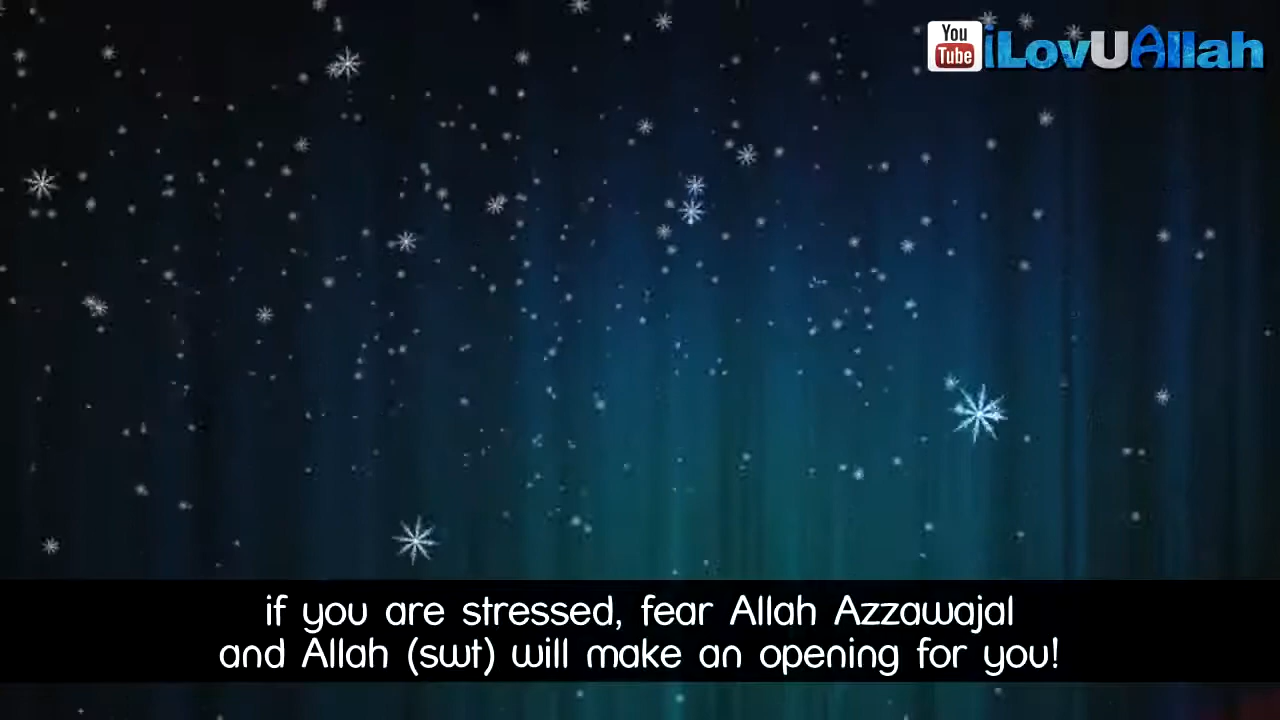 You
Tube
iLovUAllah
if you are stressed, fear Allah Azzawajal
and Allah (swt) will make an opening for you!